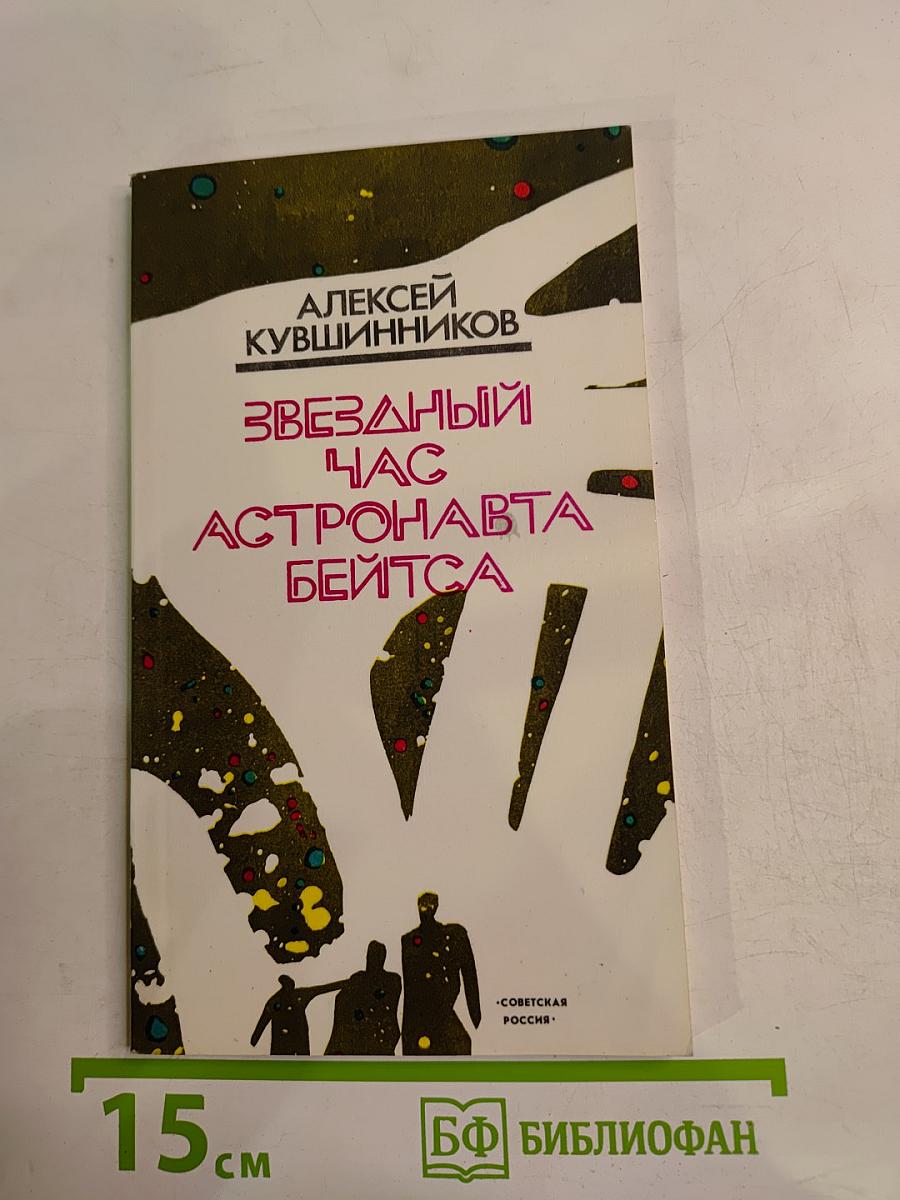 АЛЕКСЕЙ
КУВШИННИКОВ
ЗВЕЗДНЫЙ
ЧАС
АСТРОНАВТА
БЕЙТСА
·СОВЕТСКАЯ
РОССИЯ·
15 см
БФ БИБЛИОФАН